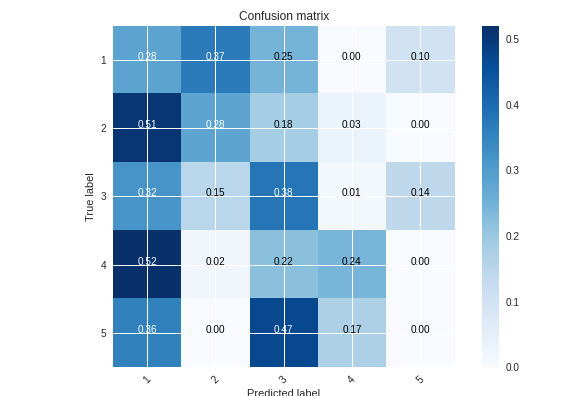 Confusion matrix
1 0.28 0.37 0.25 0.00 0.10
2 0.51 0.28 0.18 0.03 0.00
3 0.32 0.15 0.38 0.01 0.14
4 0.52 0.02 0.22 0.24 0.00
5 0.36 0.00 0.47 0.17 0.00
1 2 3 4 5
True label
Predicted label
0.5
0.4
0.3
0.2
0.1
0.0